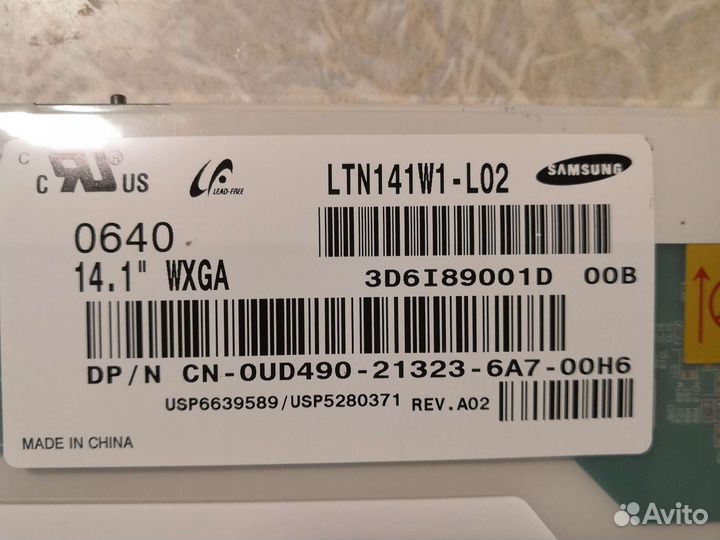 C RU ® US
LEAD-FREE
LTN141W1-L02
SAMSUNG
0640
14.1" WXGA
3D6I89001D 00B
DP/N CN-0UD490-21323-6A7-00H6
USP6639589/USP5280371 REV.A02
MADE IN CHINA
Avito